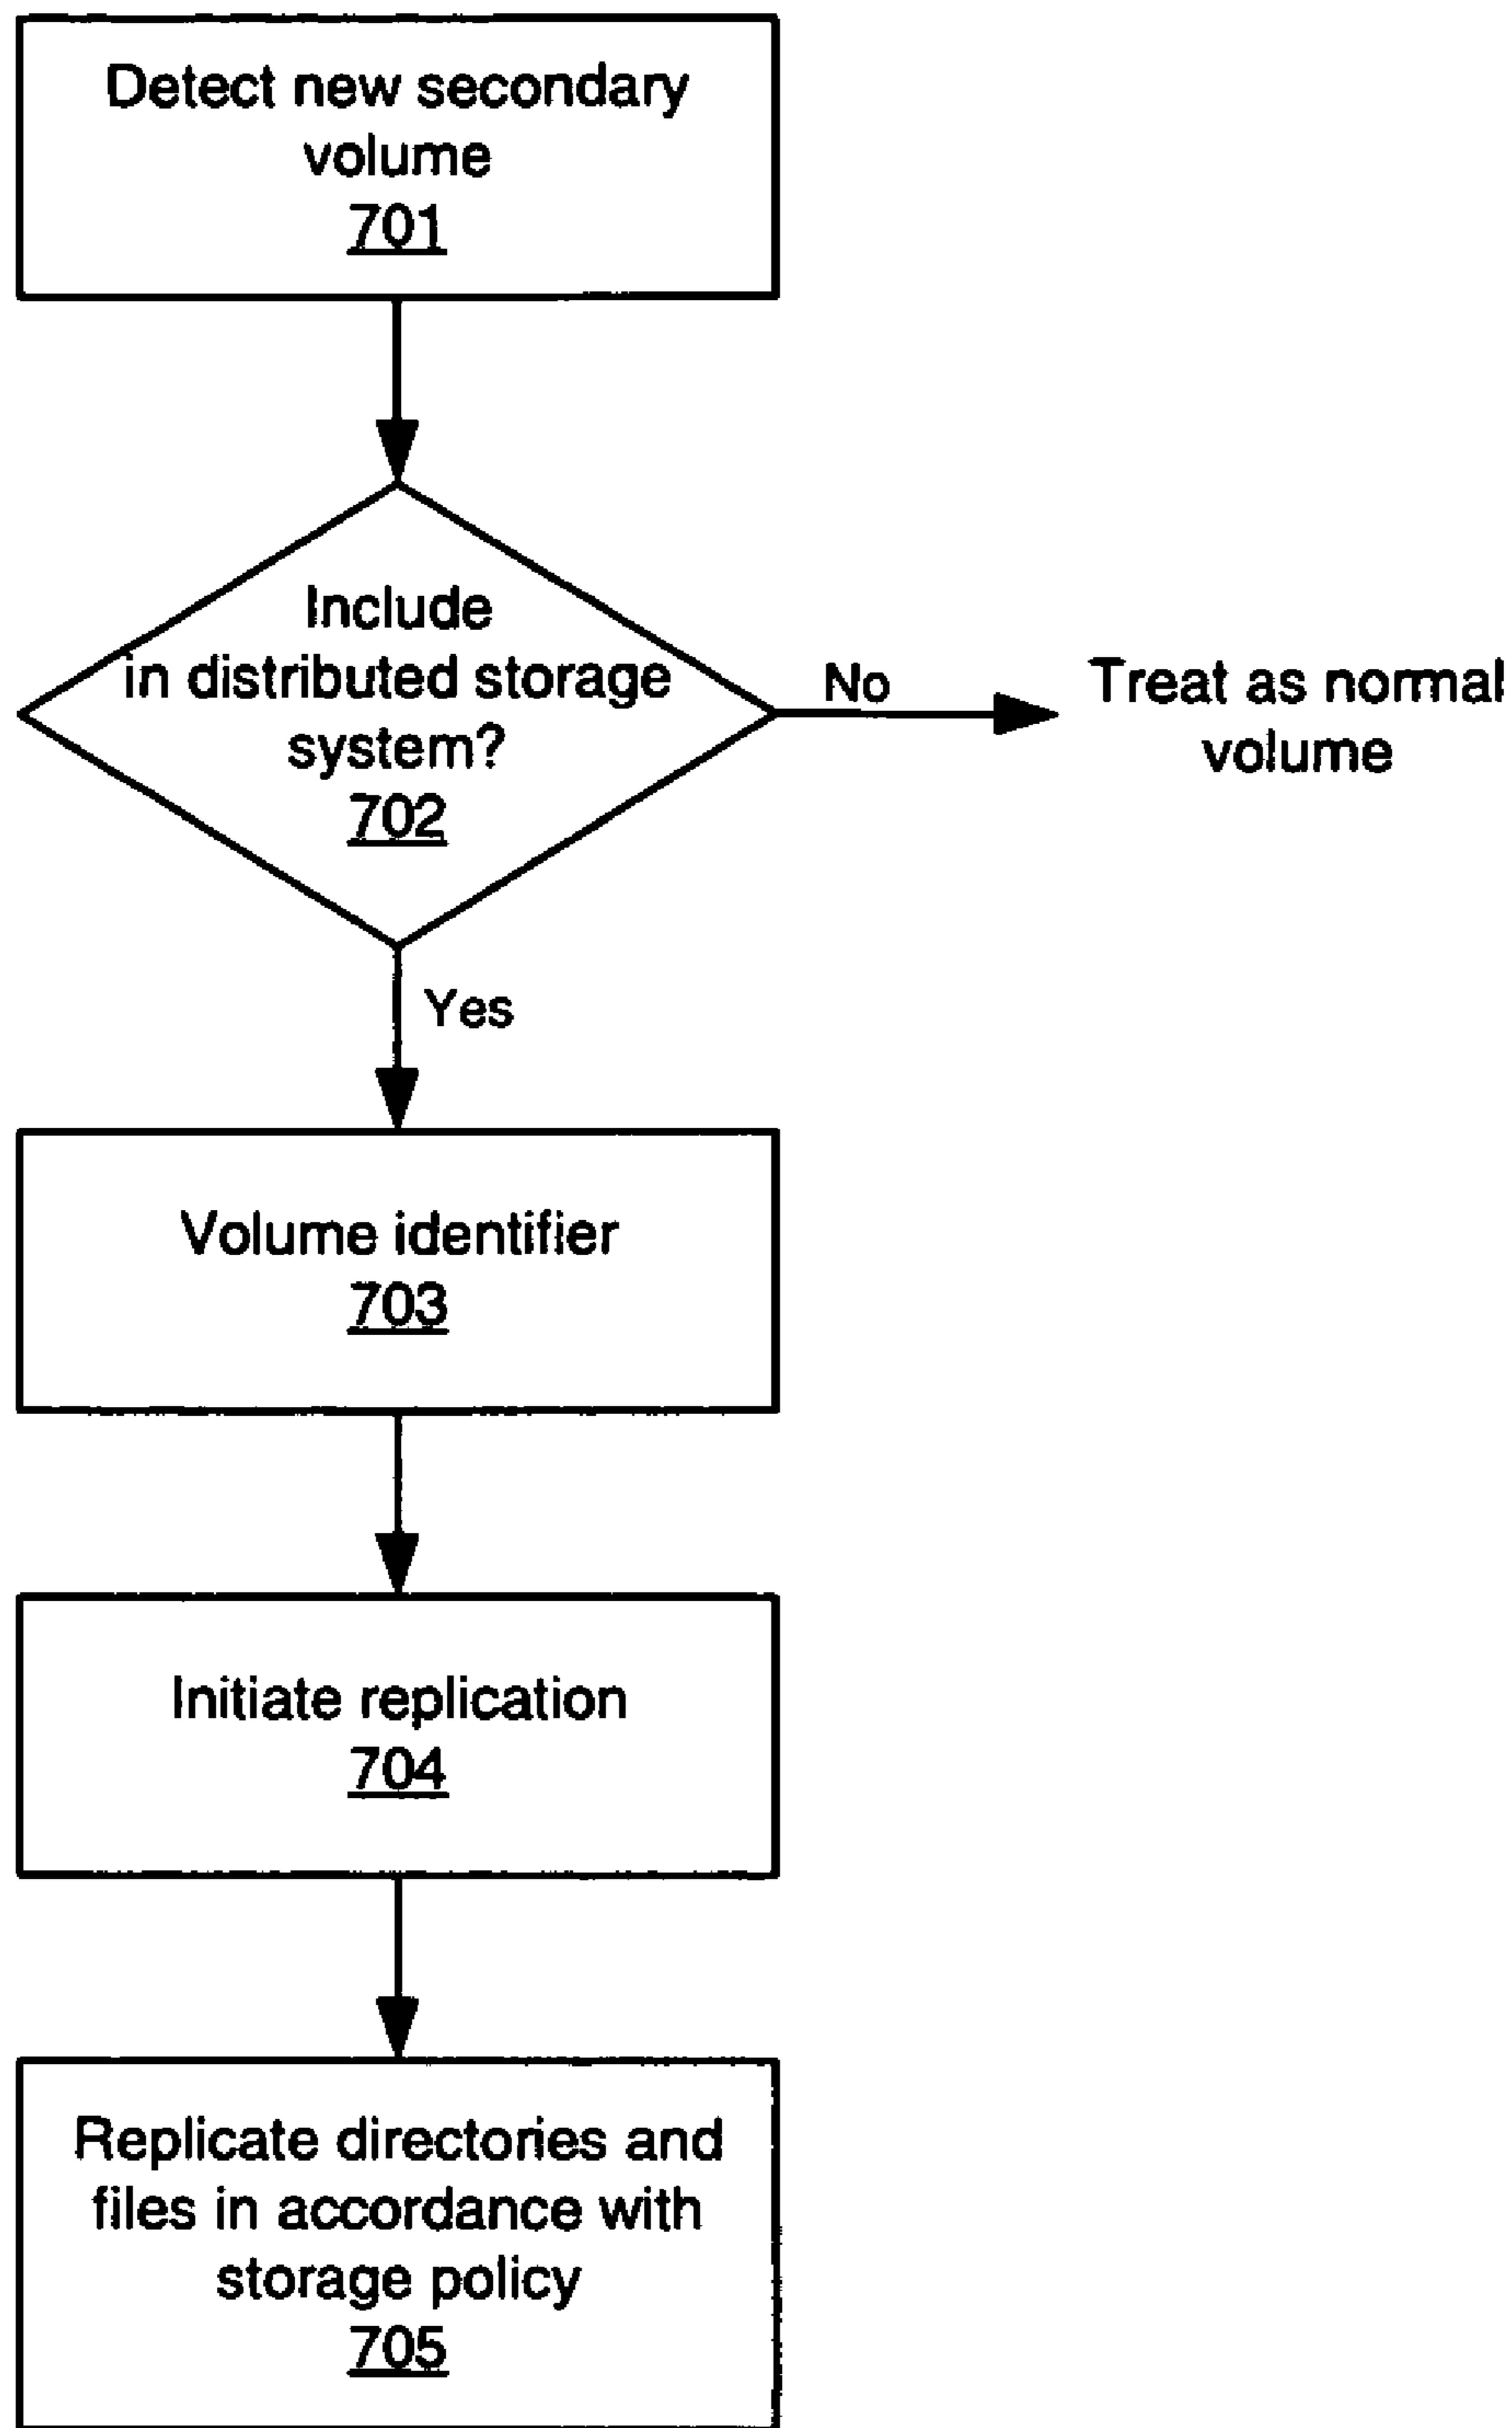 Detect new secondary
volume
701
Include
in distributed storage
system?
702
No
Treat as normal
volume
Yes
Volume identifier
703
Initiate replication
704
Replicate directories and
files in accordance with
storage policy
705